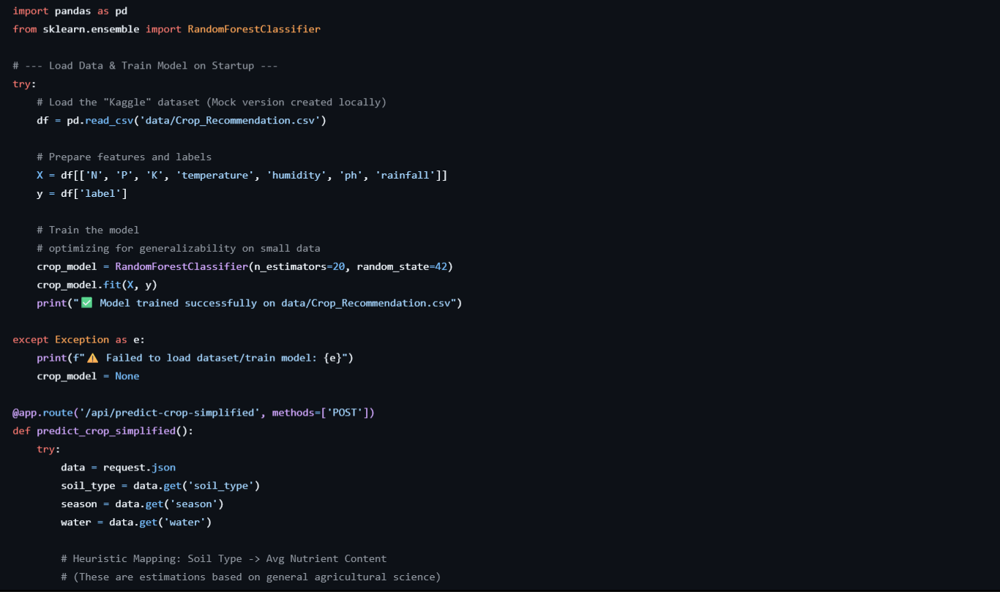 import pandas as pd
from sklearn.ensemble import RandomForestClassifier
# --- Load Data & Train Model on Startup ---
try:
    # Load the "Kaggle" dataset (Mock version created locally)
    df = pd.read_csv('data/Crop_Recommendation.csv')
    # Prepare features and labels
    X = df[['N', 'P', 'K', 'temperature', 'humidity', 'ph', 'rainfall']]
    y = df['label']
    # Train the model
    # optimizing for generalizability on small data
    crop_model = RandomForestClassifier(n_estimators=20, random_state=42)
    crop_model.fit(X, y)
    print("✅ Model trained successfully on data/Crop_Recommendation.csv")
except Exception as e:
    print(f"⚠️ Failed to load dataset/train model: {e}")
    crop_model = None
@app.route('/api/predict-crop-simplified', methods=['POST'])
def predict_crop_simplified():
    try:
        data = request.json
        soil_type = data.get('soil_type')
        season = data.get('season')
        water = data.get('water')
        # Heuristic Mapping: Soil Type -> Avg Nutrient Content
        # (These are estimations based on general agricultural science)